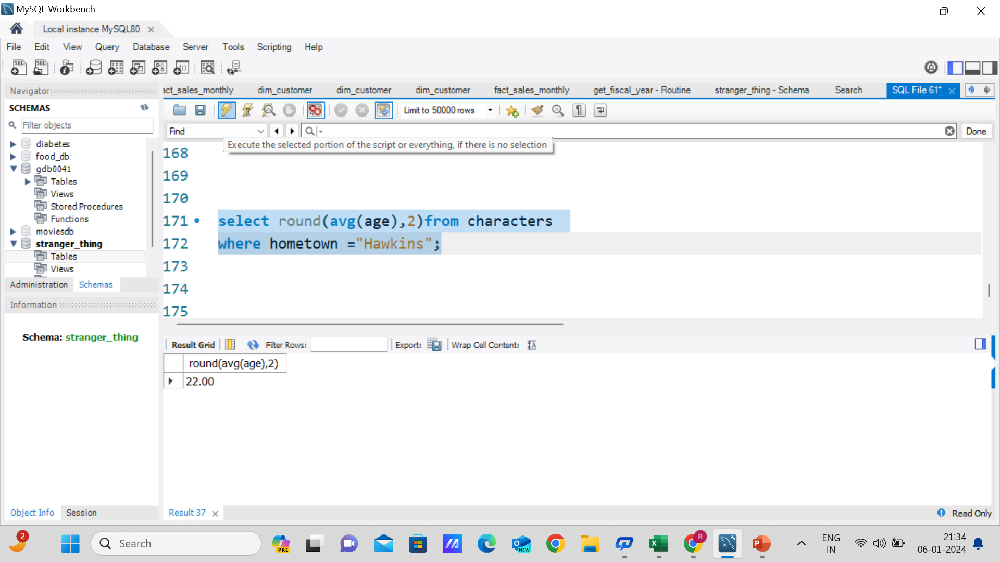 MySQL Workbench
Local instance MySQL80
File Edit View Query Database Server Tools Scripting Help
Navigator
act_sales_monthly dim_customer dim_customer dim_customer fact_sales_monthly get_fiscal_year - Routine stranger_thing - Schema Search SQL File 61*
SCHEMAS
Limit to 50000 rows
Filter objects
Find
Done
Execute the selected portion of the script or everything, if there is no selection
diabetes
food_db
gdb0041
Tables
Views
Stored Procedures
Functions
moviesdb
stranger_thing
Tables
Views
Administration Schemas
Information
Schema: stranger_thing
168
169
170
171 select round(avg(age),2)from characters
172 where hometown ="Hawkins";
173
174
175
Result Grid Filter Rows: Export: Wrap Cell Content:
round(avg(age),2)
22.00
Object Info Session
Result 37
Read Only
2
Search
PRE
NEW
R
ENG
IN
21:34
06-01-2024